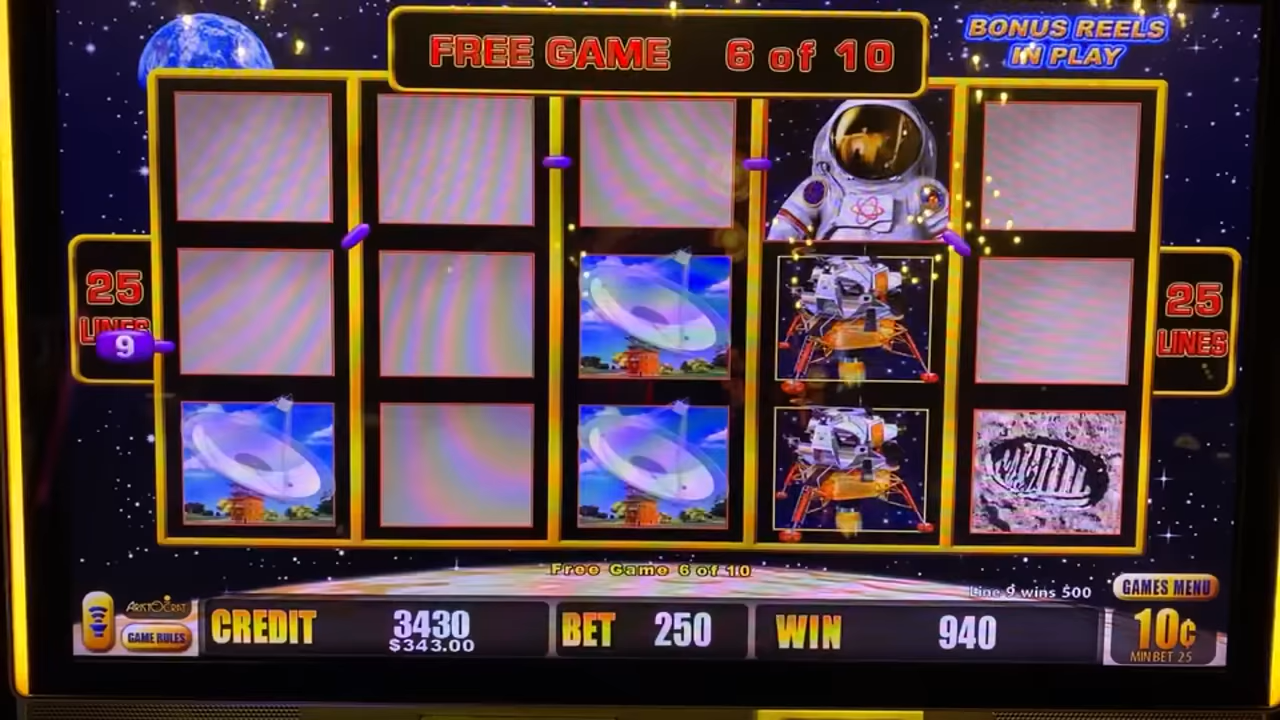 FREE GAME 6 of 10
BONUS REELS
IN PLAY
25
LINES
9
25
LINES
Free Game 6 of 10
Line 9 wins 500
GAMES MENU
ARISTOCRAT
GAME RULES
CREDIT 3430
$343.00
BET 250
WIN 940
10¢
MIN BET 25